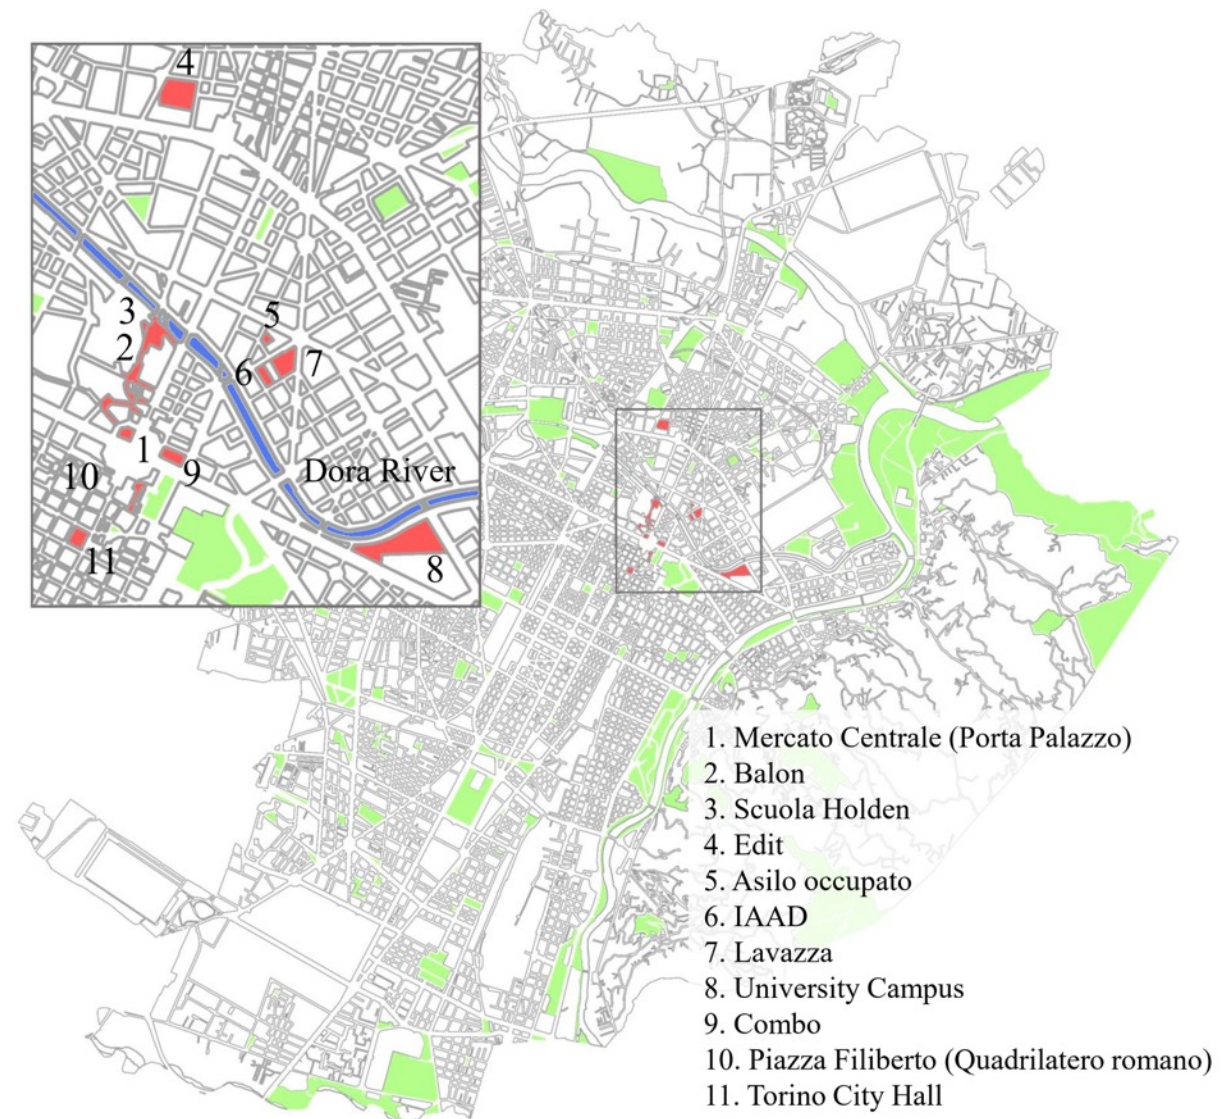 4
3
5
2
6
7
1
9
10
Dora River
11
8
1. Mercato Centrale (Porta Palazzo)
2. Balon
3. Scuola Holden
4. Edit
5. Asilo occupato
6. IAAD
7. Lavazza
8. University Campus
9. Combo
10. Piazza Filiberto (Quadrilatero romano)
11. Torino City Hall